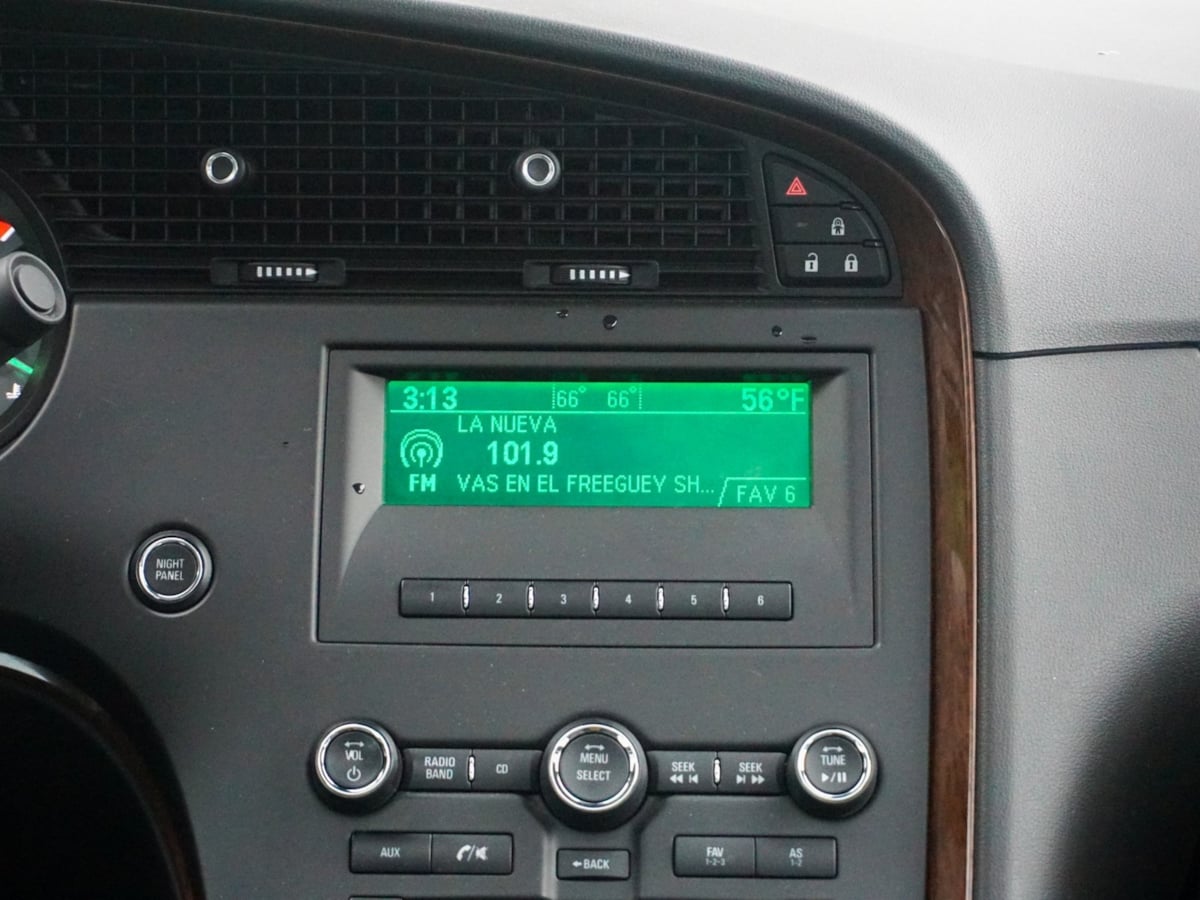 3:13 66° 66° 56°F
LA NUEVA
101.9
FM VAS EN EL FREEGUEY SH... FAV 6
NIGHT
PANEL
1 2 3 4 5 6
VOL
RADIO
BAND
CD
MENU
SELECT
SEEK
SEEK
TUNE
AUX
BACK
FAV
1-2-3
AS
1-2